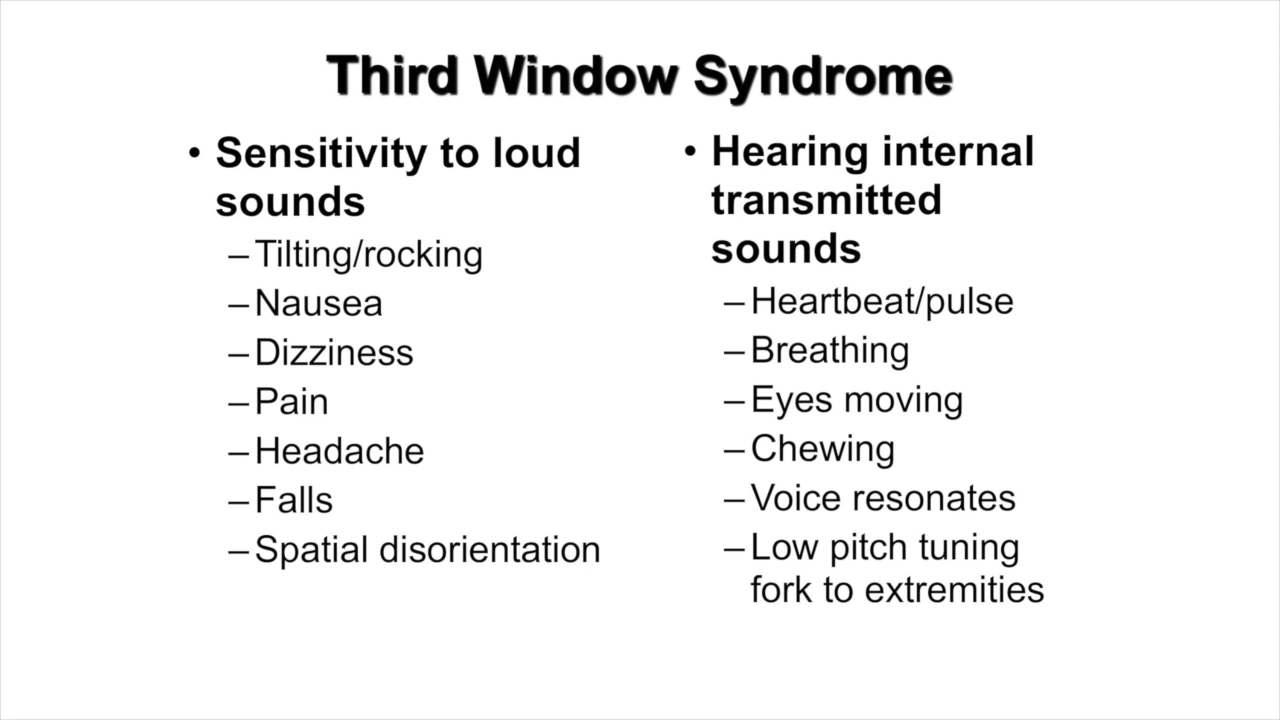 Third Window Syndrome
• Sensitivity to loud
sounds
–Tilting/rocking
–Nausea
–Dizziness
–Pain
–Headache
–Falls
–Spatial disorientation
• Hearing internal
transmitted
sounds
–Heartbeat/pulse
–Breathing
–Eyes moving
–Chewing
–Voice resonates
–Low pitch tuning
fork to extremities